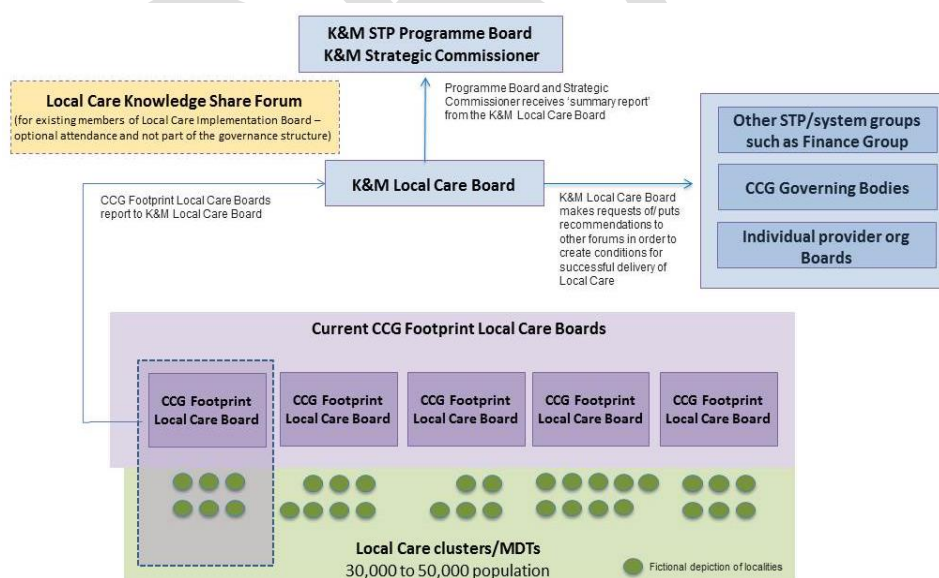 K&M STP Programme Board
K&M Strategic Commissioner
Local Care Knowledge Share Forum
(for existing members of Local Care Implementation Board –
optional attendance and not part of the governance structure)
Programme Board and Strategic
Commissioner receives 'summary report'
from the K&M Local Care Board
Other STP/system groups
such as Finance Group
CCG Governing Bodies
Individual provider org
Boards
K&M Local Care Board
CCG Footprint Local Care Boards
report to K&M Local Care Board
K&M Local Care Board
makes requests of/ puts
recommendations to
other forums in order to
create conditions for
successful delivery of
Local Care
Current CCG Footprint Local Care Boards
CCG Footprint
Local Care Board
CCG Footprint
Local Care Board
CCG Footprint
Local Care Board
CCG Footprint
Local Care Board
CCG Footprint
Local Care Board
Local Care clusters/MDTs
30,000 to 50,000 population
Fictional depiction of localities